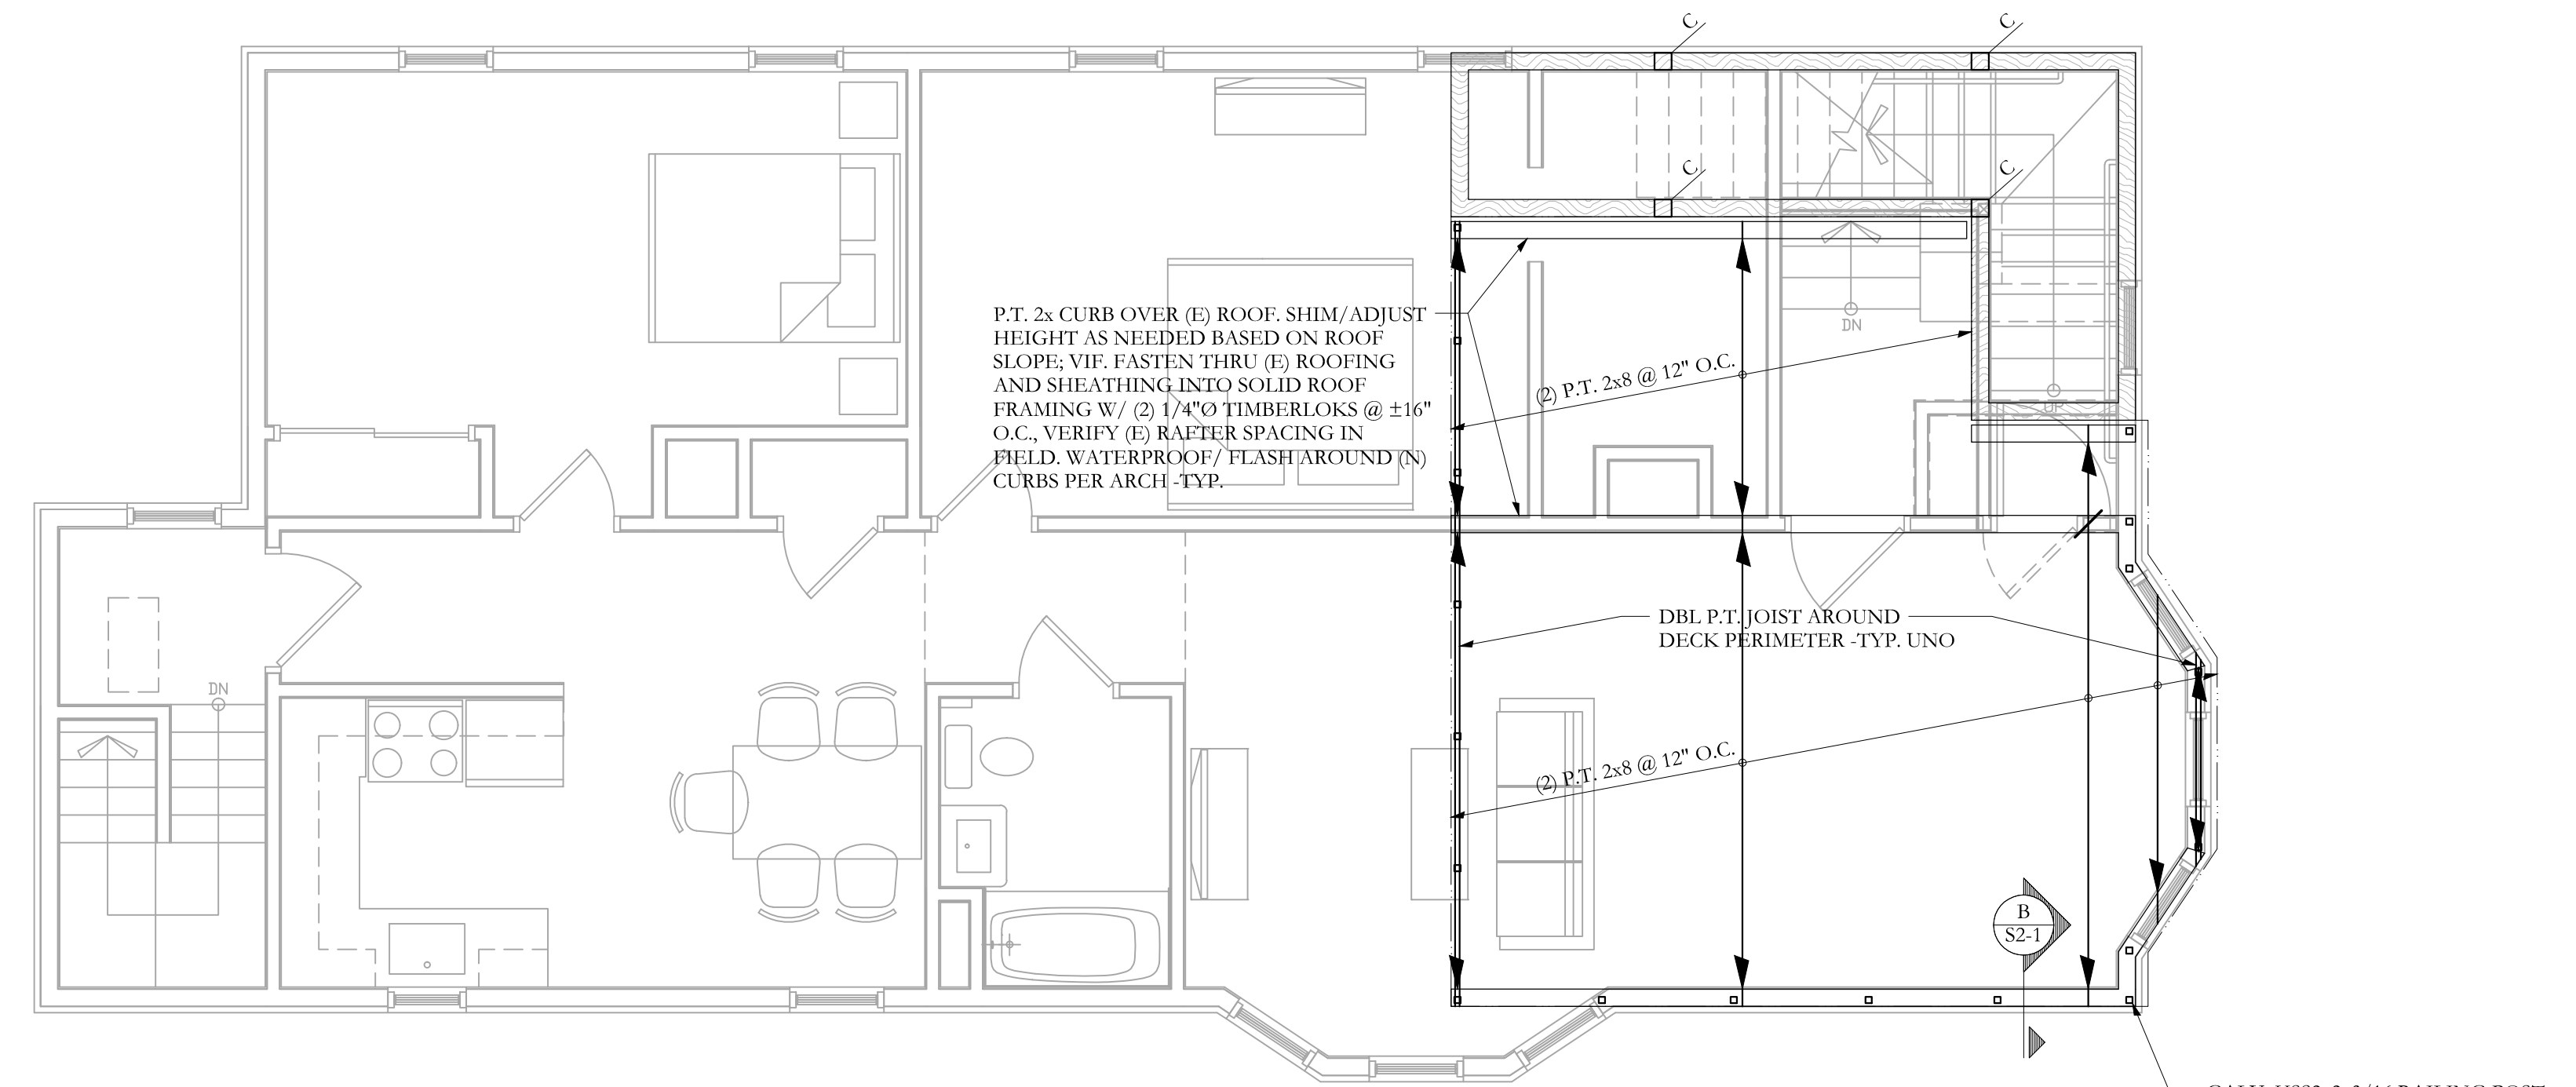 C
C
C
C
P.T. 2x CURB OVER (E) ROOF. SHIM/ADJUST
HEIGHT AS NEEDED BASED ON ROOF
SLOPE; VIF. FASTEN THRU (E) ROOFING
AND SHEATHING INTO SOLID ROOF
FRAMING W/ (2) 1/4"Ø TIMBERLOKS @ ±16"
O.C., VERIFY (E) RAFTER SPACING IN
FIELD. WATERPROOF/ FLASH AROUND (N)
CURBS PER ARCH -TYP.
DN
(2) P.T. 2x8 @ 12" O.C.
UP
DBL P.T. JOIST AROUND
DECK PERIMETER -TYP. UNO
DN
(2) P.T. 2x8 @ 12" O.C.
B
S2-1